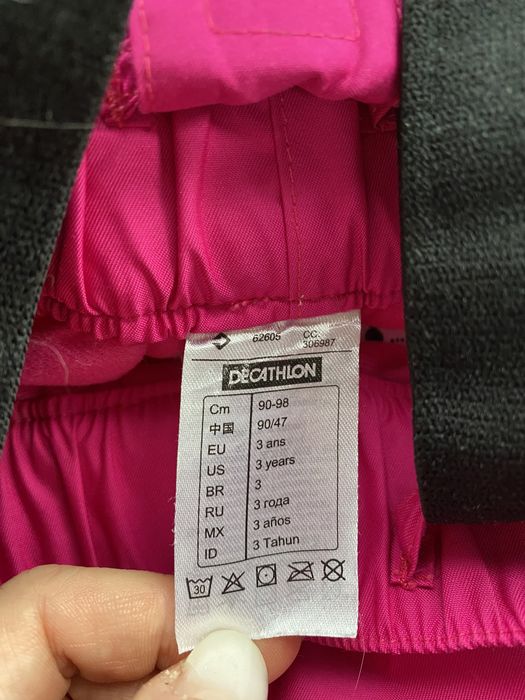 62605 CC.
306987
DECATHLON
Cm 90-98
中国 90/47
EU 3 ans
US 3 years
BR 3
RU 3 года
MX 3 años
ID 3 Tahun
30